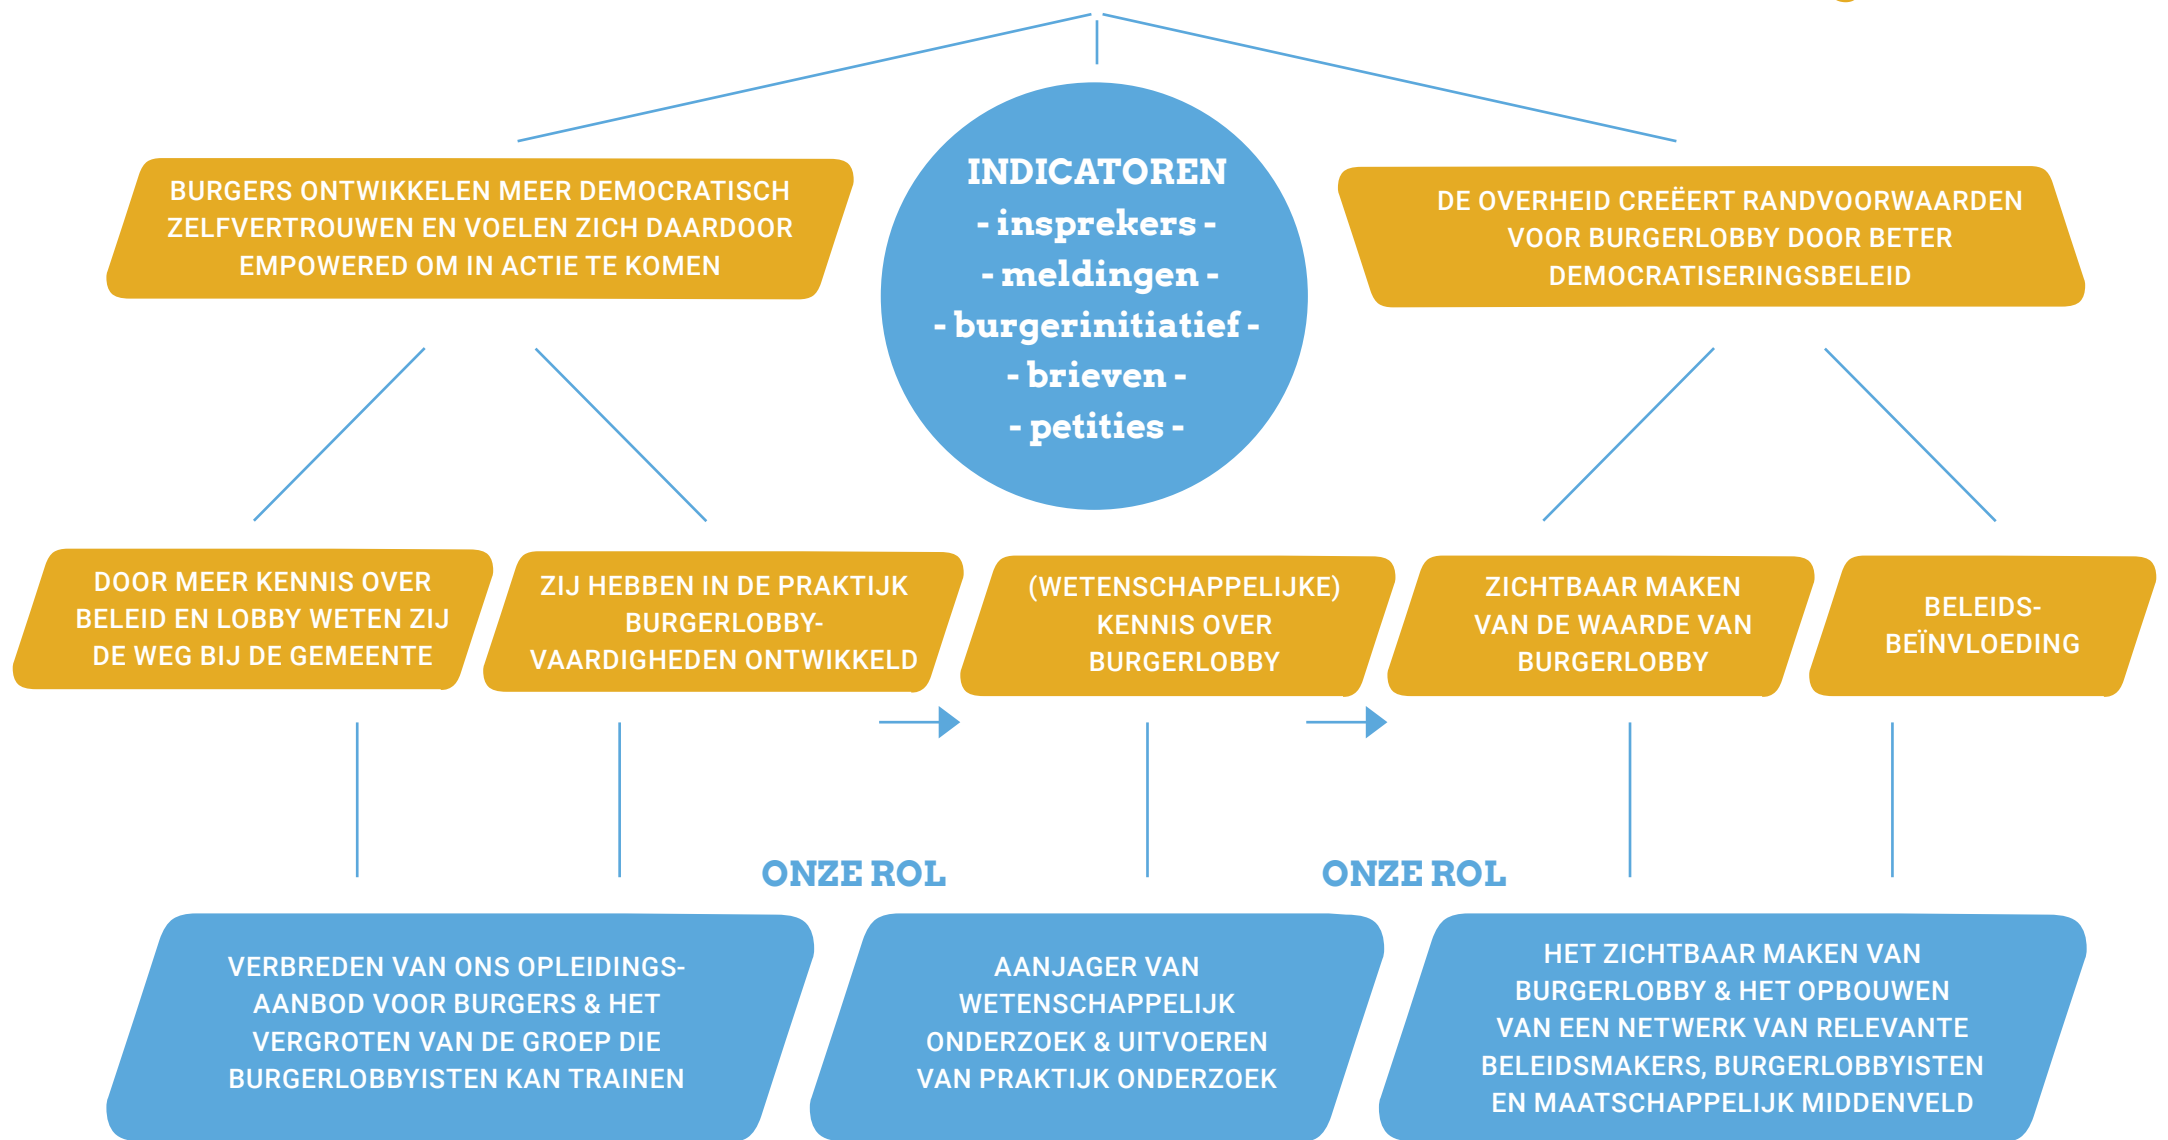 BURGERS ONTWIKKELEN MEER DEMOCRATISCH
ZELFVERTROUWEN EN VOELEN ZICH DAARDOOR
EMPOWERED OM IN ACTIE TE KOMEN
INDICATOREN
- insprekers -
- meldingen -
- burgerinitiatief -
- brieven -
- petities -
DE OVERHEID CREËERT RANDVOORWAARDEN
VOOR BURGERLOBBY DOOR BETER
DEMOCRATISERINGSBELEID
DOOR MEER KENNIS OVER
BELEID EN LOBBY WETEN ZIJ
DE WEG BIJ DE GEMEENTE
ZIJ HEBBEN IN DE PRAKTIJK
BURGERLOBBY-
VAARDIGHEDEN ONTWIKKELD
(WETENSCHAPPELIJKE)
KENNIS OVER
BURGERLOBBY
ZICHTBAAR MAKEN
VAN DE WAARDE VAN
BURGERLOBBY
BELEIDS-
BEÏNVLOEDING
ONZE ROL
ONZE ROL
VERBREDEN VAN ONS OPLEIDINGS-
AANBOD VOOR BURGERS & HET
VERGROTEN VAN DE GROEP DIE
BURGERLOBBYISTEN KAN TRAINEN
AANJAGER VAN
WETENSCHAPPELIJK
ONDERZOEK & UITVOEREN
VAN PRAKTIJK ONDERZOEK
HET ZICHTBAAR MAKEN VAN
BURGERLOBBY & HET OPBOUWEN
VAN EEN NETWERK VAN RELEVANTE
BELEIDSMAKERS, BURGERLOBBYISTEN
EN MAATSCHAPPELIJK MIDDENVELD